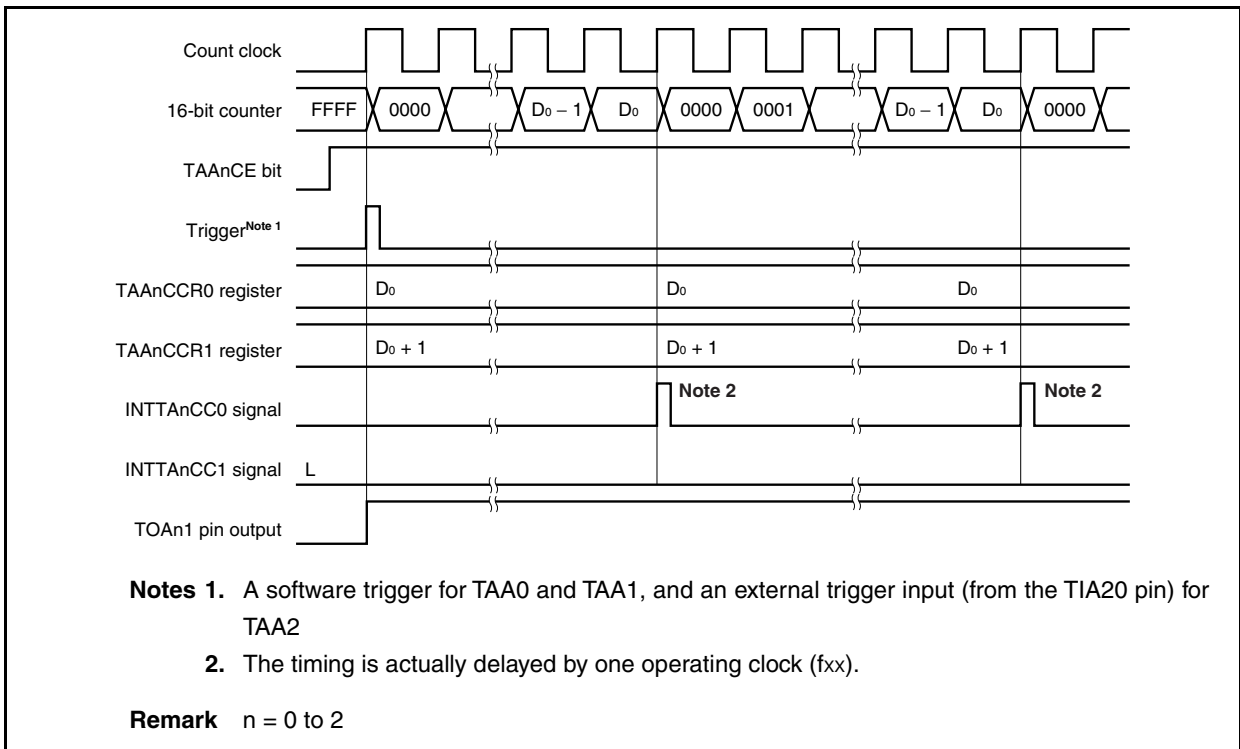 Count clock
16-bit counter FFFF 0000 D0 – 1 D0 0000 0001 D0 – 1 D0 0000
TAAnCE bit
TriggerNote 1
TAAnCCR0 register D0 D0 D0
TAAnCCR1 register D0 + 1 D0 + 1 D0 + 1
INTTAnCC0 signal Note 2 Note 2
INTTAnCC1 signal L
TOAn1 pin output
Notes 1. A software trigger for TAA0 and TAA1, and an external trigger input (from the TIA20 pin) for
TAA2
2. The timing is actually delayed by one operating clock (fXX).
Remark n = 0 to 2